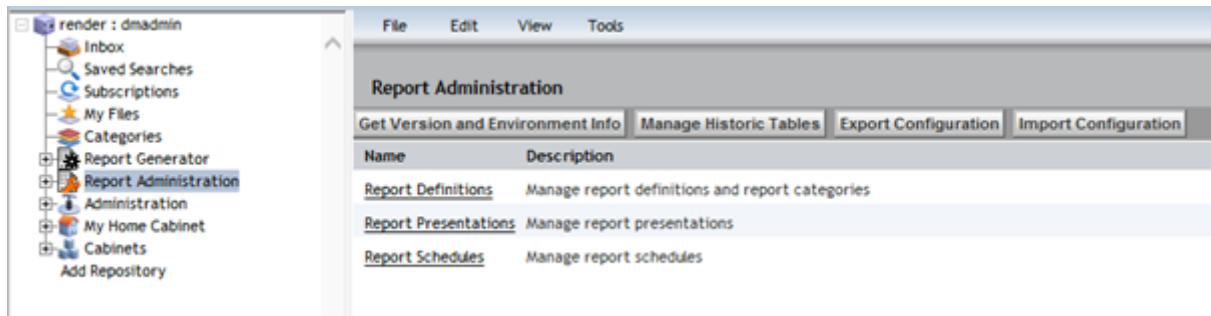 render : dmadmin
Inbox
Saved Searches
Subscriptions
My Files
Categories
Report Generator
Report Administration
Administration
My Home Cabinet
Cabinets
Add Repository
File Edit View Tools
Report Administration
Get Version and Environment Info Manage Historic Tables Export Configuration Import Configuration
Name Description
Report Definitions Manage report definitions and report categories
Report Presentations Manage report presentations
Report Schedules Manage report schedules